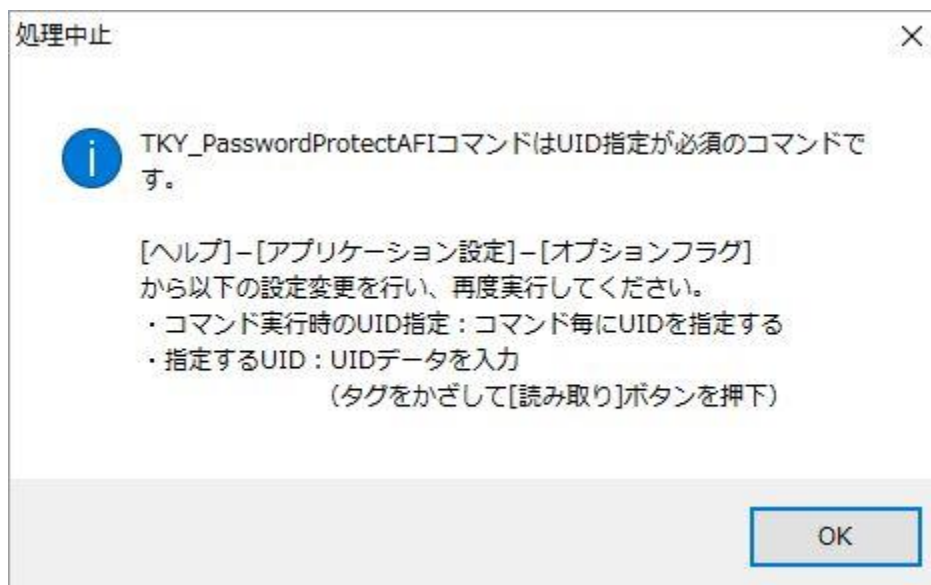 処理中止
TKY_PasswordProtectAFIコマンドはUID指定が必須のコマンドで
す。
[ヘルプ]−[アプリケーション設定]−[オプションフラグ]
から以下の設定変更を行い、再度実行してください。
・コマンド実行時のUID指定：コマンド毎にUIDを指定する
・指定するUID：UIDデータを入力
（タグをかざして[読み取り]ボタンを押下）
OK